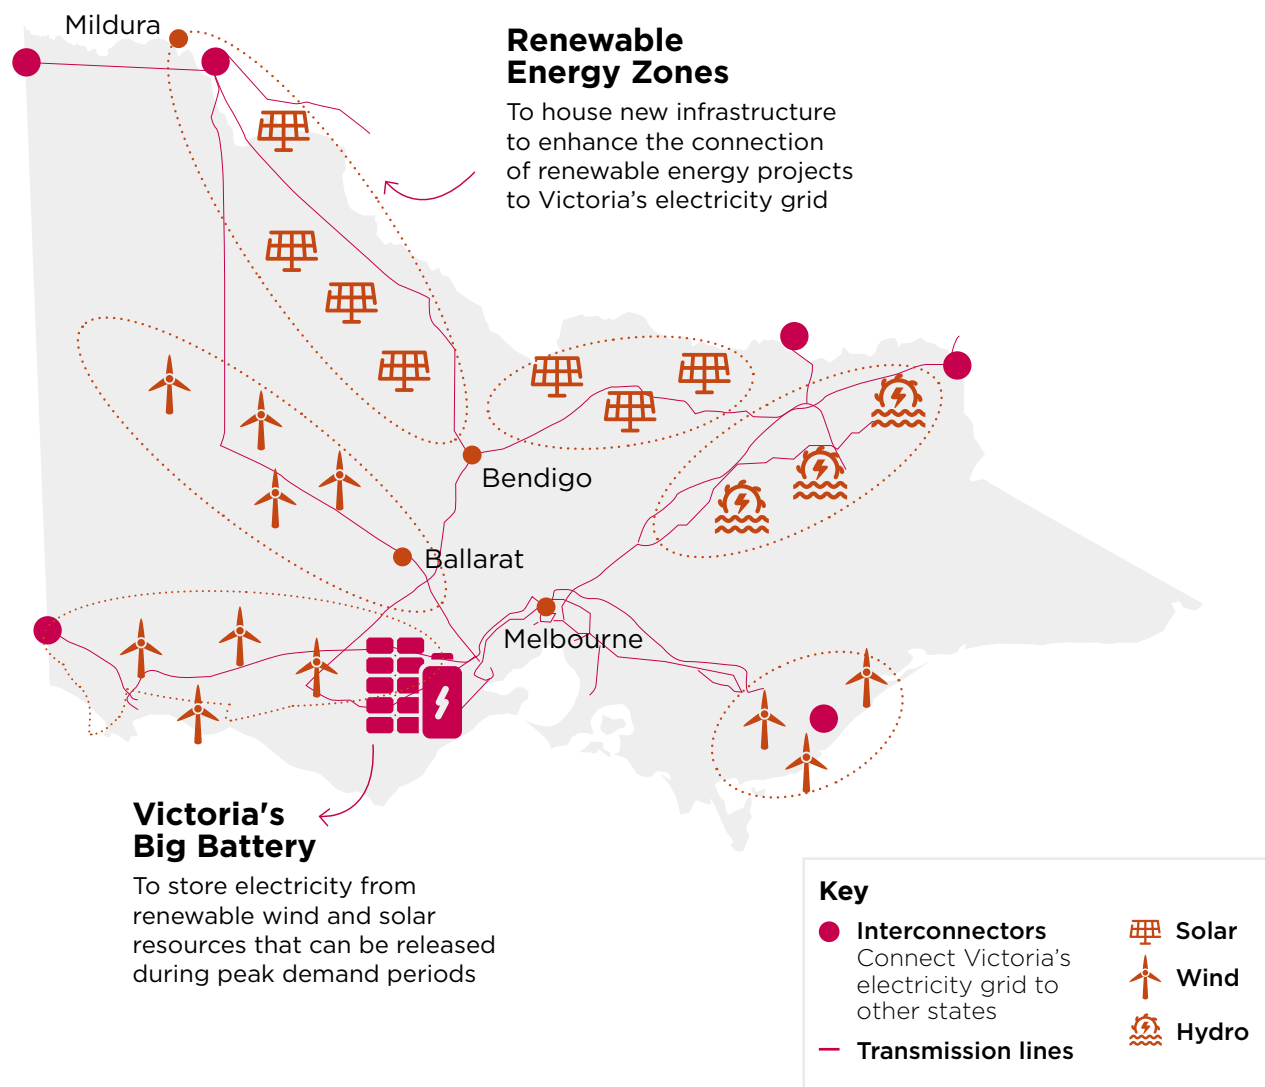 Mildura
Renewable
Energy Zones
To house new infrastructure
to enhance the connection
of renewable energy projects
to Victoria’s electricity grid
Bendigo
Ballarat
Melbourne
Victoria's
Big Battery
To store electricity from
renewable wind and solar
resources that can be released
during peak demand periods
Key
Interconnectors
Connect Victoria’s
electricity grid to
other states
Transmission lines
Solar
Wind
Hydro